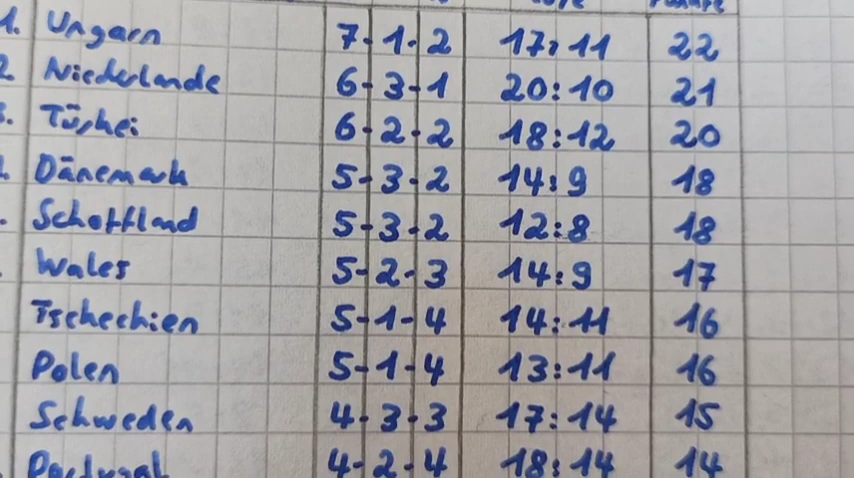 1. Ungarn 7-1-2 17:11 22
2. Niederlande 6-3-1 20:10 21
3. Türkei 6-2-2 18:12 20
Dänemark 5-3-2 14:9 18
Schottland 5-3-2 12:8 18
Wales 5-2-3 14:9 17
Tschechien 5-1-4 14:11 16
Polen 5-1-4 13:11 16
Schweden 4-3-3 17:14 15
Portugal 4-2-4 18:14 14